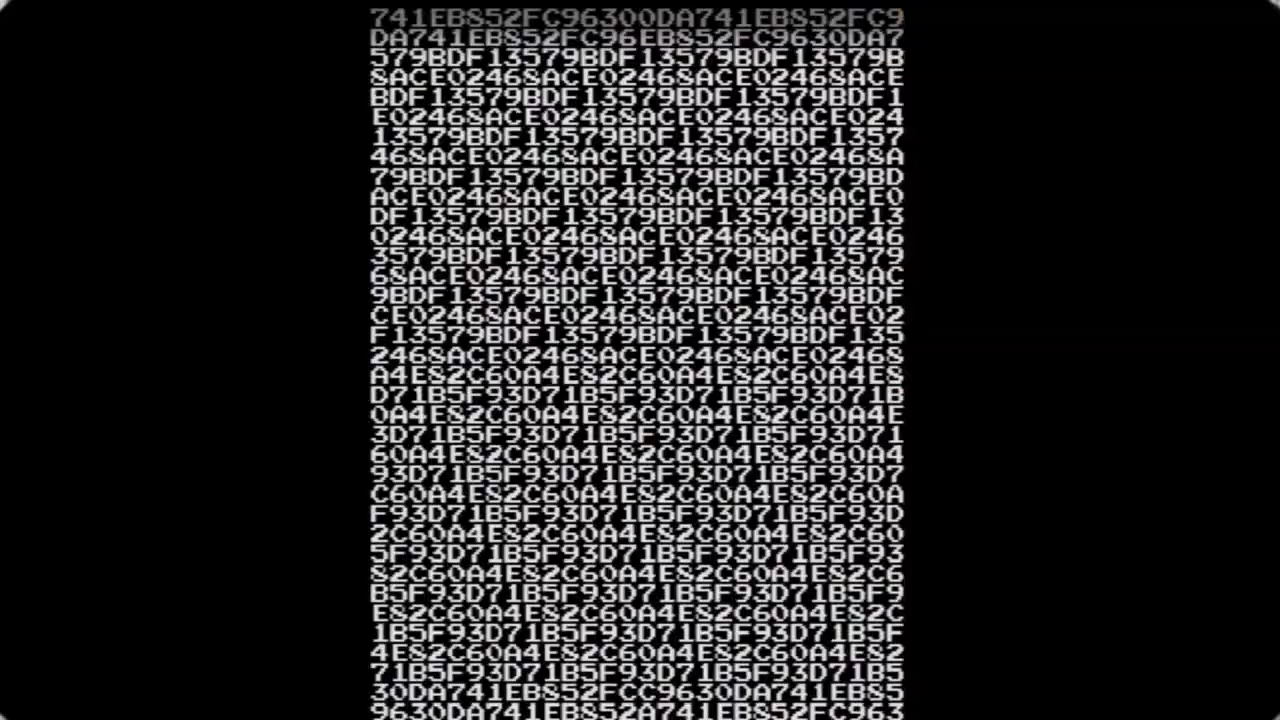 741EB852FC96300DA741EB852FC9
DA741EB852FC96EB852FC9630DA7
579BDF13579BDF13579BDF13579B
8ACE02468ACE02468ACE02468ACE
BDF13579BDF13579BDF13579BDF1
E02468ACE02468ACE02468ACE024
13579BDF13579BDF13579BDF1357
468ACE02468ACE02468ACE02468A
79BDF13579BDF13579BDF13579BD
ACE02468ACE02468ACE02468ACE0
DF13579BDF13579BDF13579BDF13
02468ACE02468ACE02468ACE0246
3579BDF13579BDF13579BDF13579
68ACE02468ACE02468ACE02468AC
9BDF13579BDF13579BDF13579BDF
CE02468ACE02468ACE02468ACE02
F13579BDF13579BDF13579BDF135
2468ACE02468ACE02468ACE02468
A4E82C60A4E82C60A4E82C60A4E8
D71B5F93D71B5F93D71B5F93D71B
0A4E82C60A4E82C60A4E82C60A4E
3D71B5F93D71B5F93D71B5F93D71
60A4E82C60A4E82C60A4E82C60A4
93D71B5F93D71B5F93D71B5F93D7
C60A4E82C60A4E82C60A4E82C60A
F93D71B5F93D71B5F93D71B5F93D
2C60A4E82C60A4E82C60A4E82C60
5F93D71B5F93D71B5F93D71B5F93
82C60A4E82C60A4E82C60A4E82C6
B5F93D71B5F93D71B5F93D71B5F9
E82C60A4E82C60A4E82C60A4E82C
1B5F93D71B5F93D71B5F93D71B5F
4E82C60A4E82C60A4E82C60A4E82
71B5F93D71B5F93D71B5F93D71B5
30DA741EB852FCC9630DA741EB85
9630DA741EB852A741EB852FC963